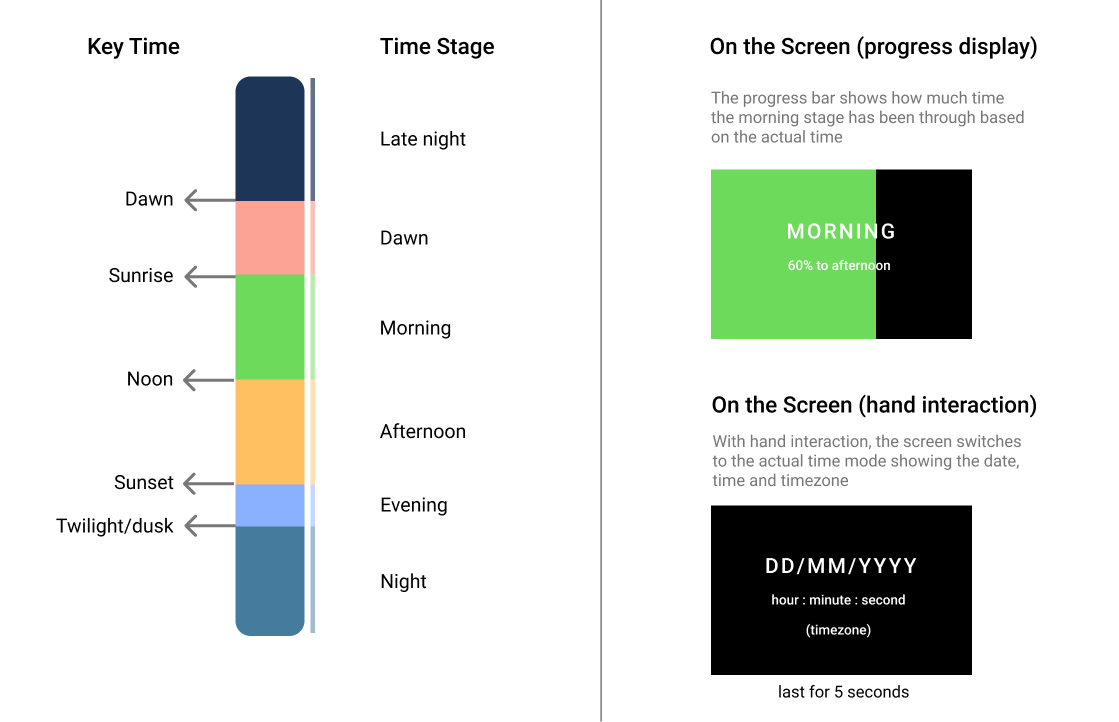 Key Time
Time Stage
Late night
Dawn
Dawn
Sunrise
Morning
Noon
Afternoon
Sunset
Evening
Twilight/dusk
Night
On the Screen (progress display)
The progress bar shows how much time
the morning stage has been through based
on the actual time
MORNING
60% to afternoon
On the Screen (hand interaction)
With hand interaction, the screen switches
to the actual time mode showing the date,
time and timezone
DD/MM/YYYY
hour : minute : second
(timezone)
last for 5 seconds